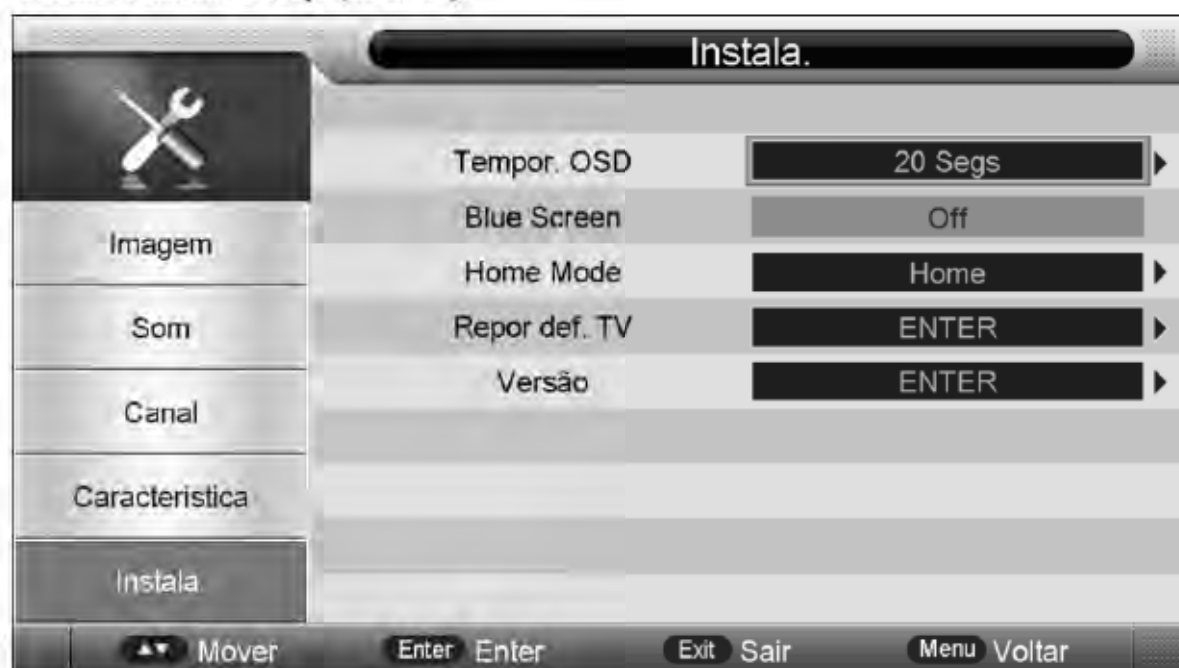 Instala.
Tempor. OSD 20 Segs
Blue Screen Off
Home Mode Home
Repor def. TV ENTER
Versão ENTER
Imagem
Som
Canal
Caracteristica
Instala
Mover Enter Enter Exit Sair Menu Voltar